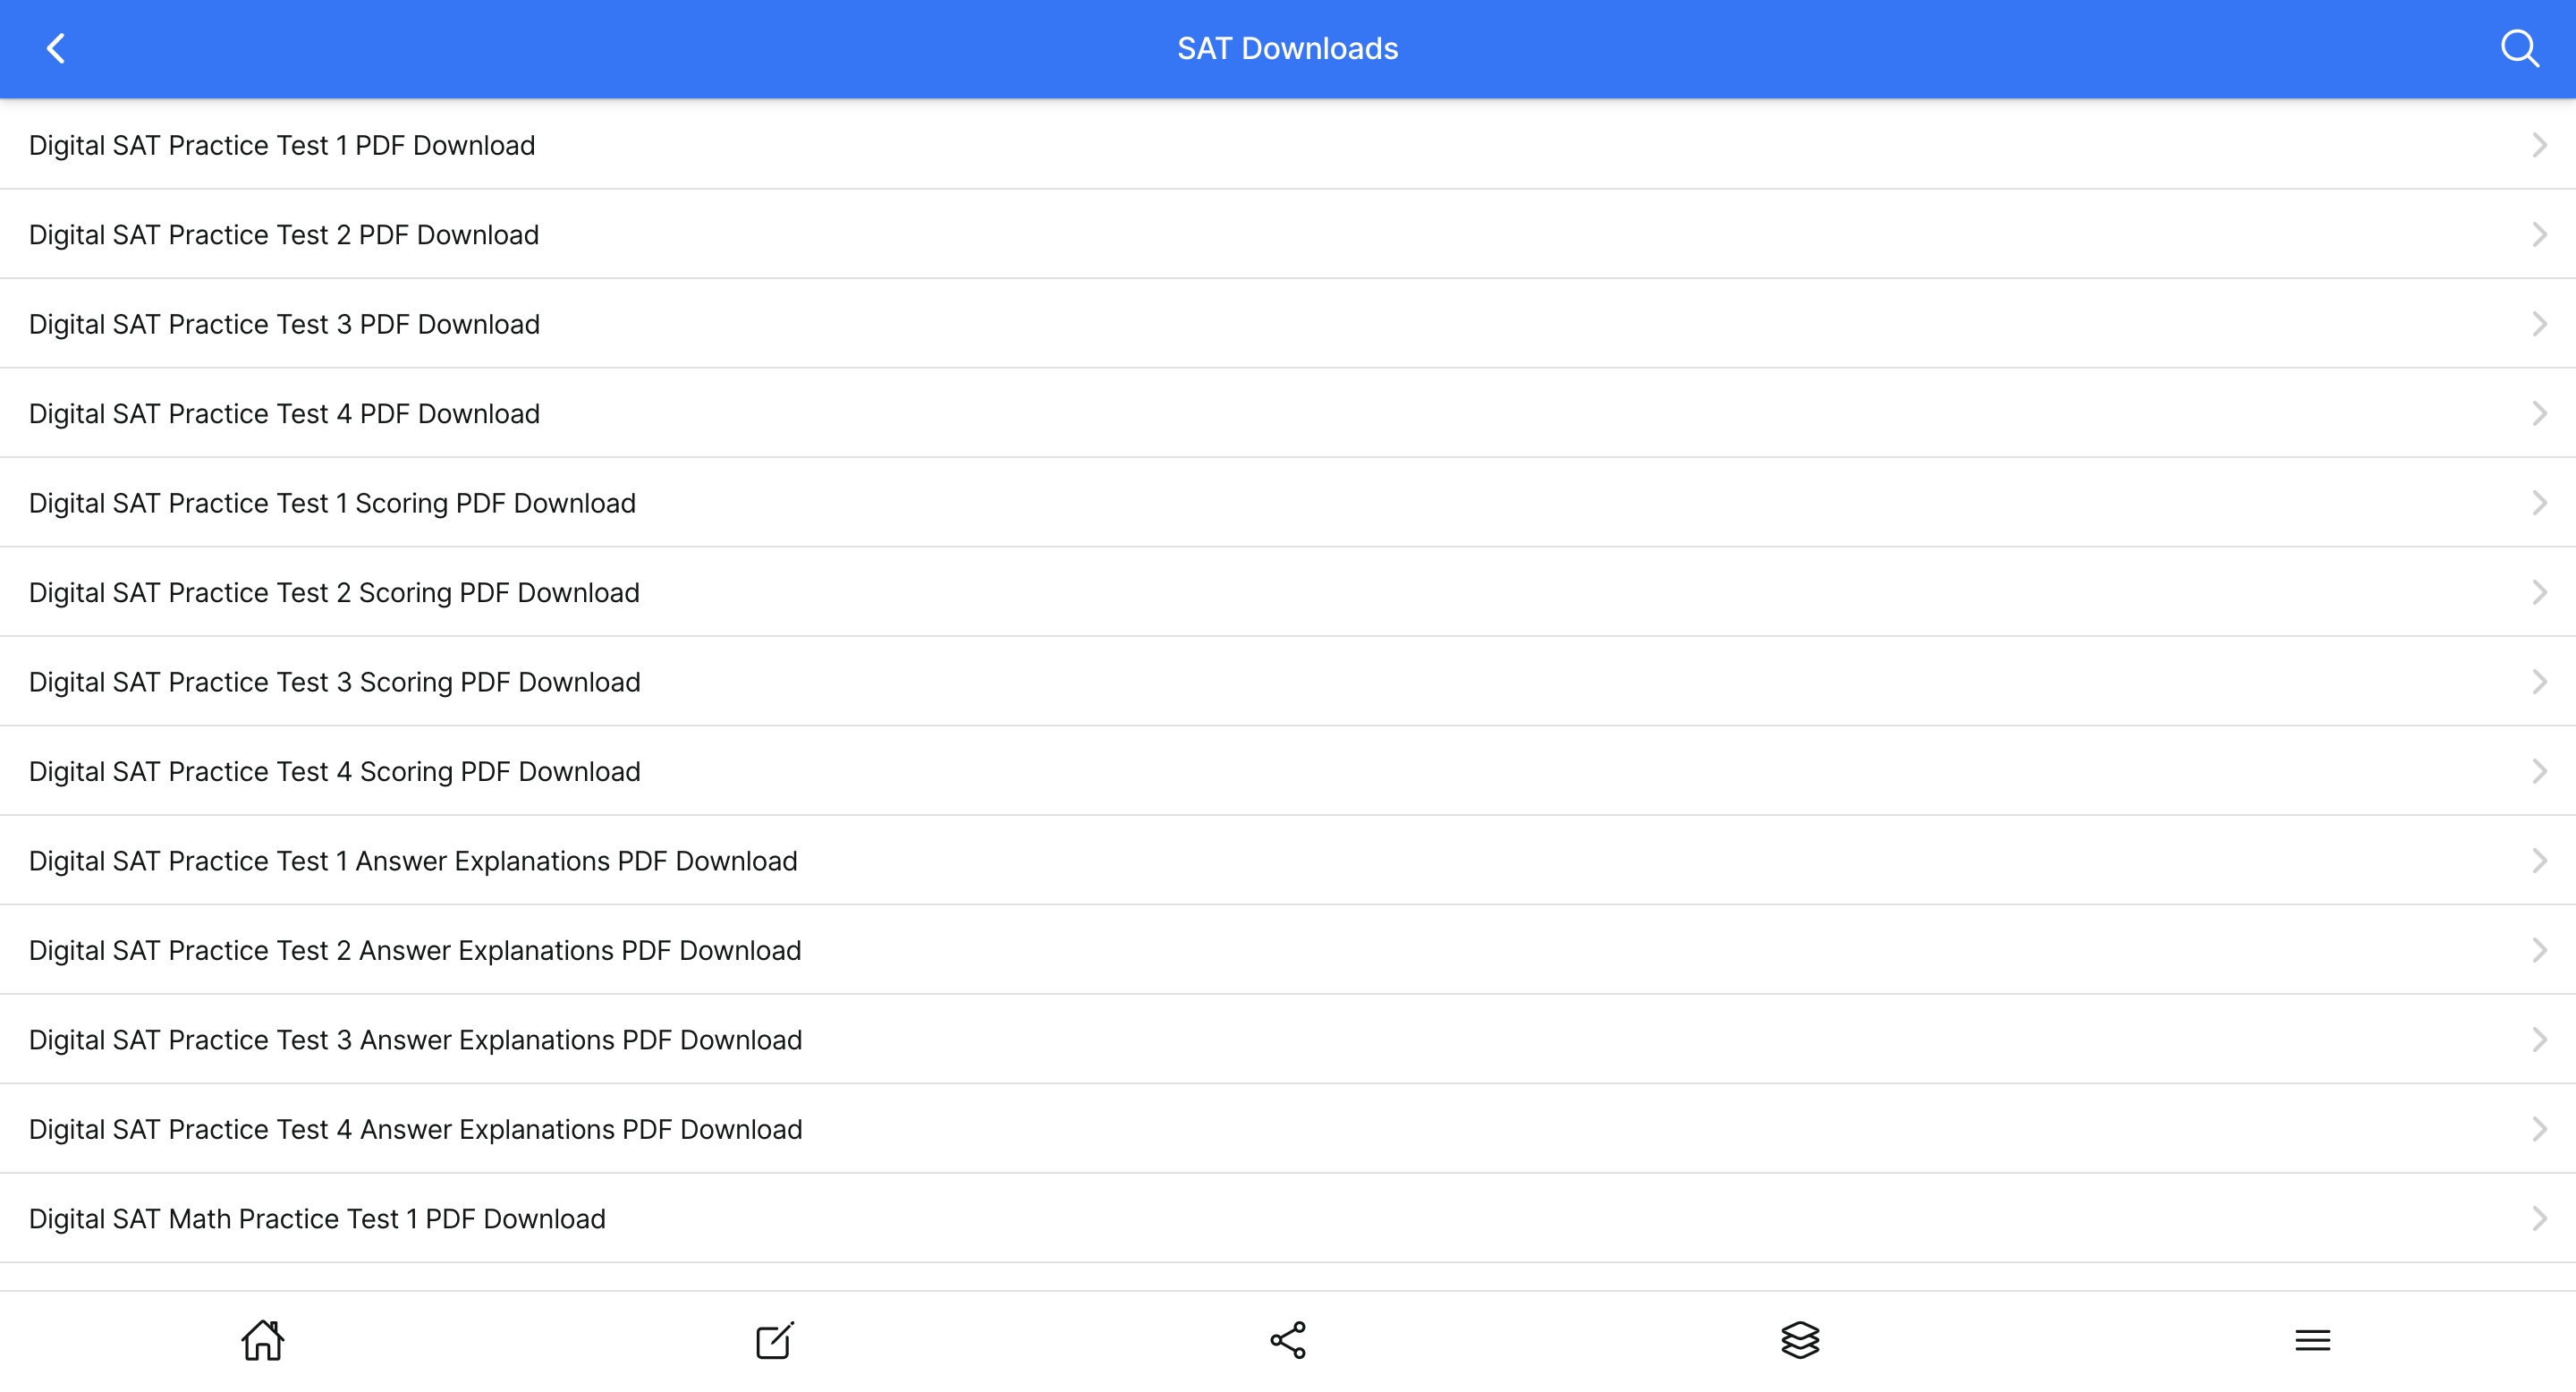 SAT Downloads
Digital SAT Practice Test 1 PDF Download
Digital SAT Practice Test 2 PDF Download
Digital SAT Practice Test 3 PDF Download
Digital SAT Practice Test 4 PDF Download
Digital SAT Practice Test 1 Scoring PDF Download
Digital SAT Practice Test 2 Scoring PDF Download
Digital SAT Practice Test 3 Scoring PDF Download
Digital SAT Practice Test 4 Scoring PDF Download
Digital SAT Practice Test 1 Answer Explanations PDF Download
Digital SAT Practice Test 2 Answer Explanations PDF Download
Digital SAT Practice Test 3 Answer Explanations PDF Download
Digital SAT Practice Test 4 Answer Explanations PDF Download
Digital SAT Math Practice Test 1 PDF Download